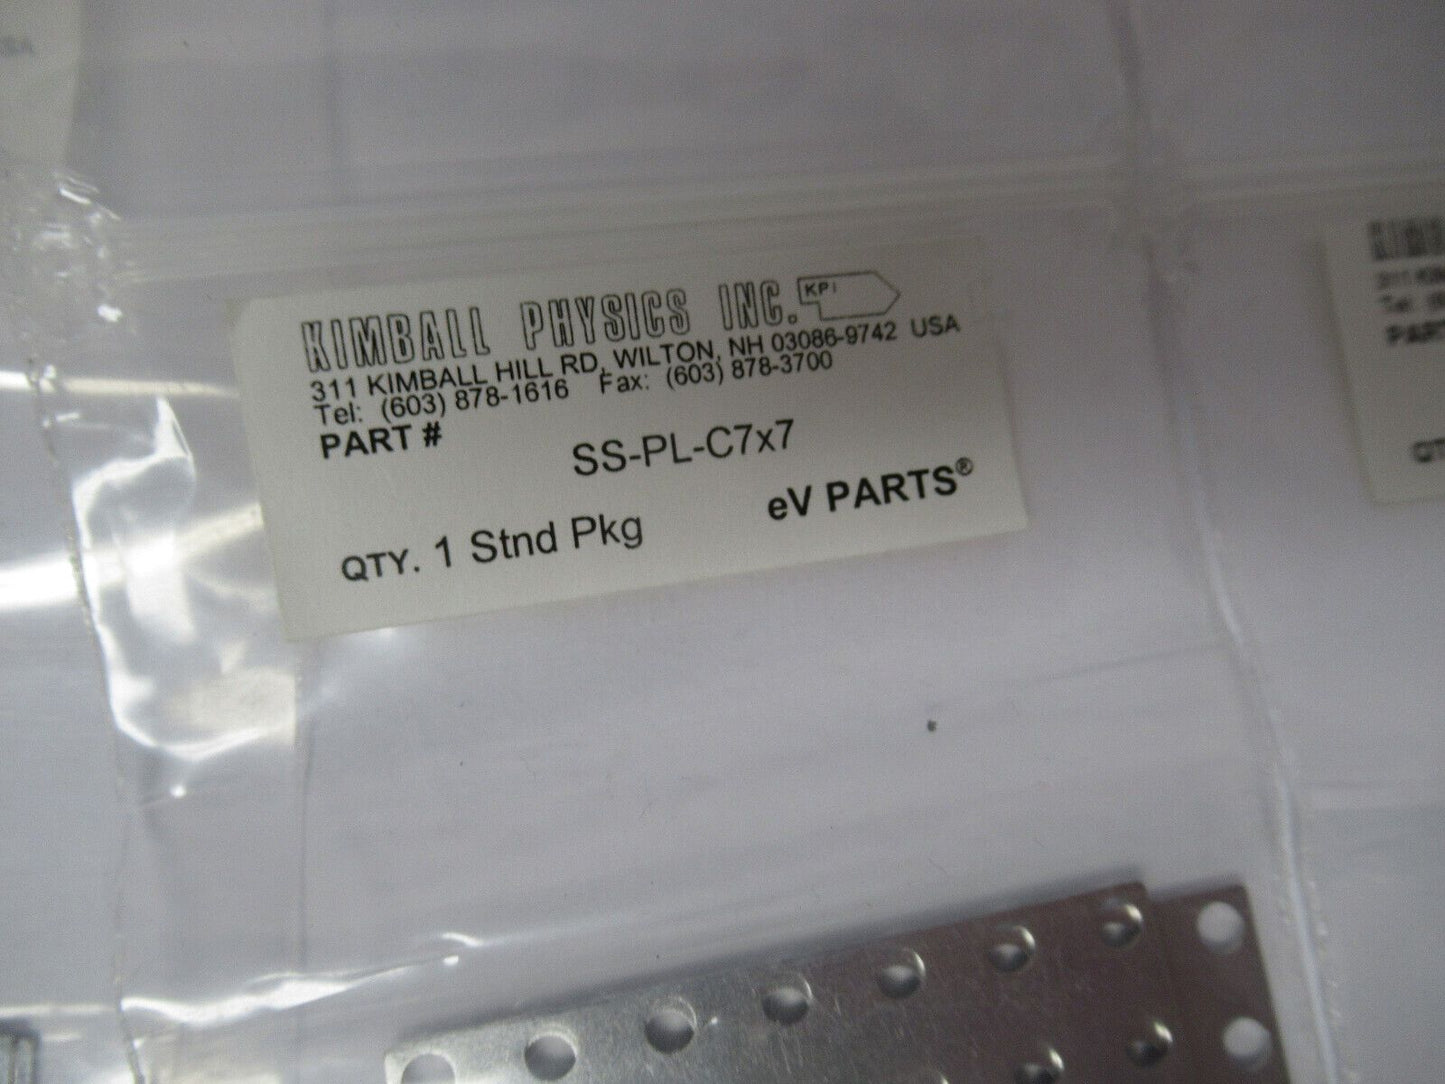 KIMBALL PHYSICS INC. KPI
311 KIMBALL HILL RD, WILTON, NH 03086-9742 USA
Tel: (603) 878-1616 Fax: (603) 878-3700
PART #
SS-PL-C7x7
eV PARTS®
QTY. 1 Stnd Pkg